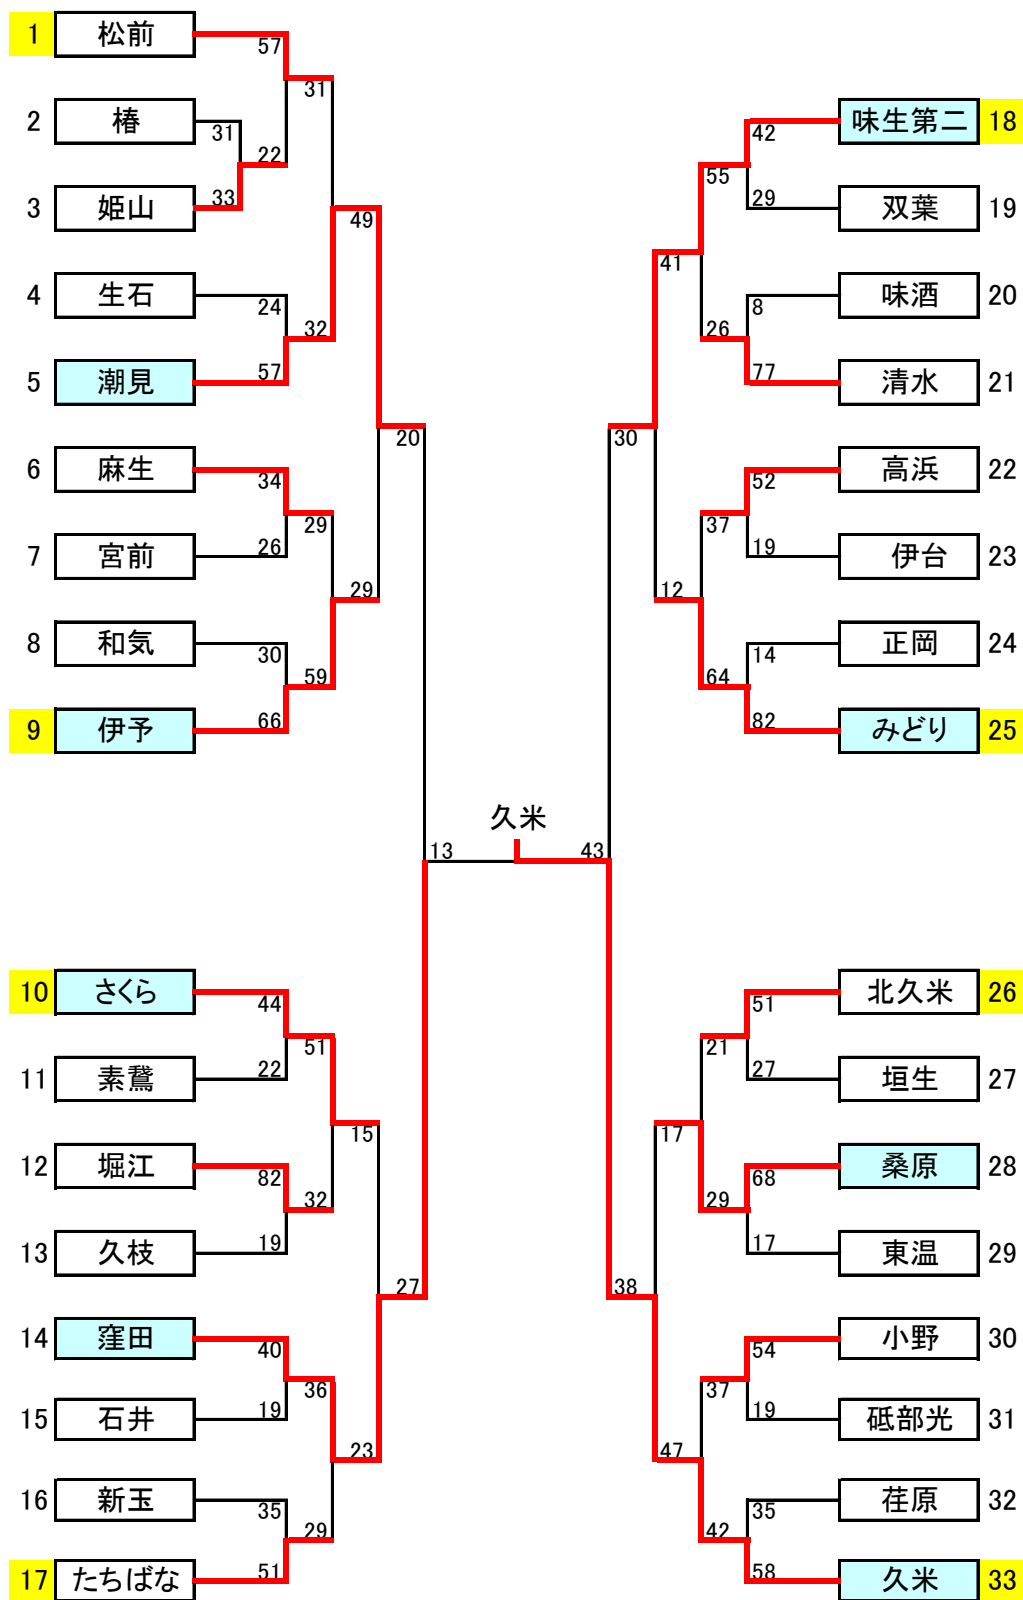 1 松前
57
31
2 椿
31
22
3 姫山
33
49
4 生石
24
32
5 潮見
57
20
6 麻生
34
29
7 宮前
26
29
8 和気
30
59
9 伊予
66
味生第二 18
42
55
双葉 19
29
41
味酒 20
8
26
清水 21
77
30
高浜 22
52
37
伊台 23
19
12
正岡 24
14
64
みどり 25
82
久米
13 43
10 さくら
44
51
11 素鵞
22
15
12 堀江
82
32
13 久枝
19
27
14 窪田
40
36
15 石井
19
23
16 新玉
35
29
17 たちばな
51
北久米 26
51
21
垣生 27
27
17
桑原 28
68
29
東温 29
17
38
小野 30
54
37
砥部光 31
19
47
荏原 32
35
42
久米 33
58